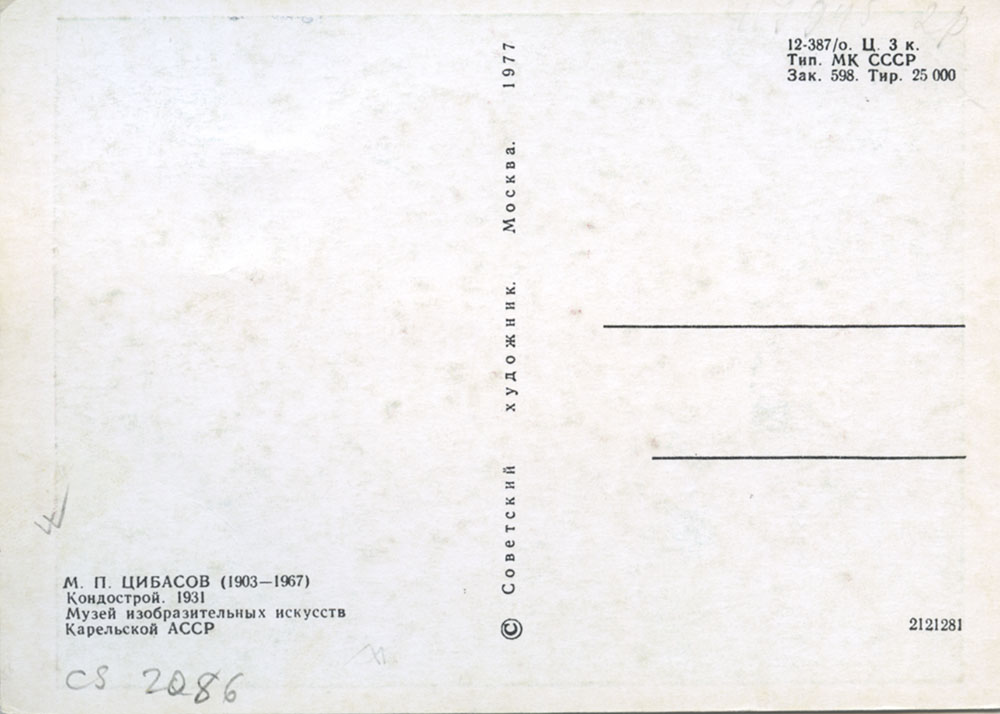 12-387/о. Ц. 3 к.
Тип. МК СССР
Зак. 598. Тир. 25 000
© Советский художник. Москва. 1977
М. П. ЦИБАСОВ (1903—1967)
Кондострой. 1931
Музей изобразительных искусств
Карельской АССР
2121281
CS 2086